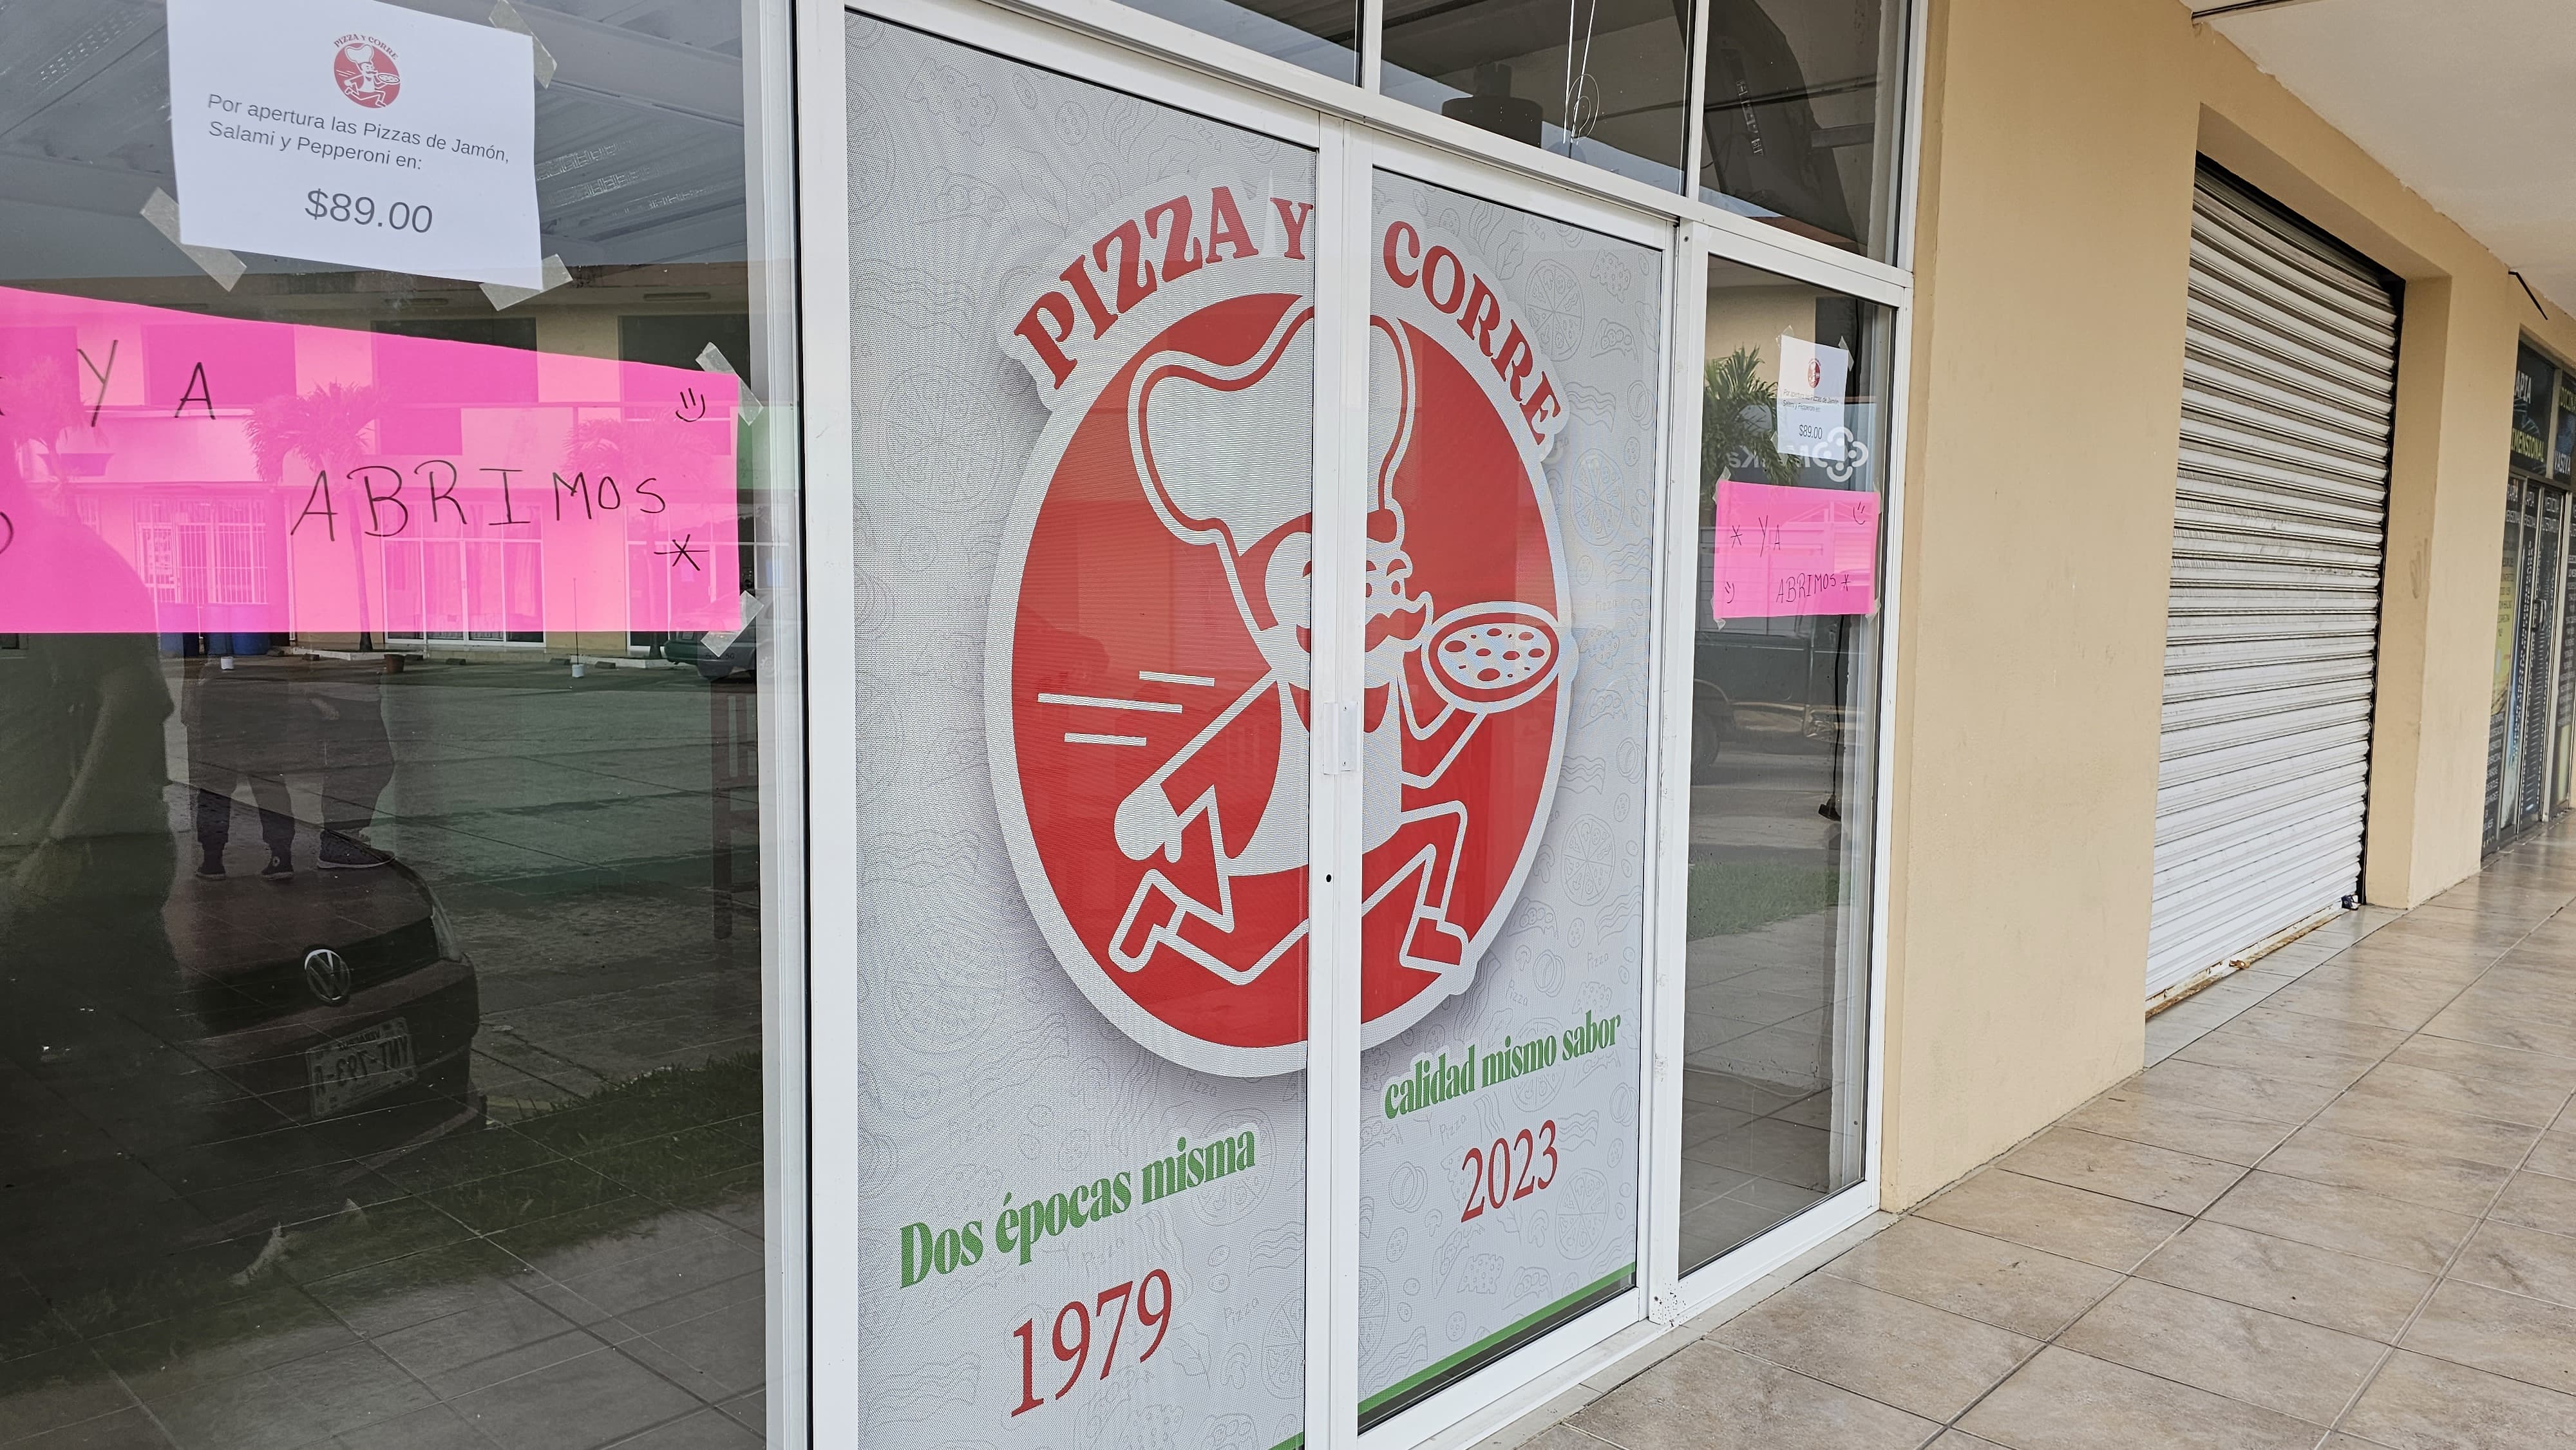 PIZZA Y CORRE
Por apertura las Pizzas de Jamón,
Salami y Pepperoni en:
$89.00
YA
ABRIMOS
PIZZA Y CORRE
Dos épocas misma
1979
calidad mismo sabor
2023
$89.00
YA
ABRIMOS